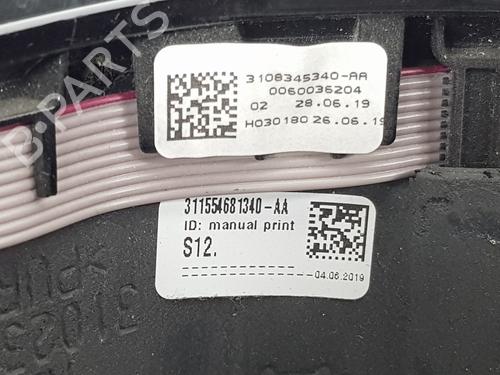 3108345340-AA
0060036204
02 28.06.19
H030180 26.06.19
311554681340-AA
ID: manual print
S12.
04.06.2019
B-PARTS